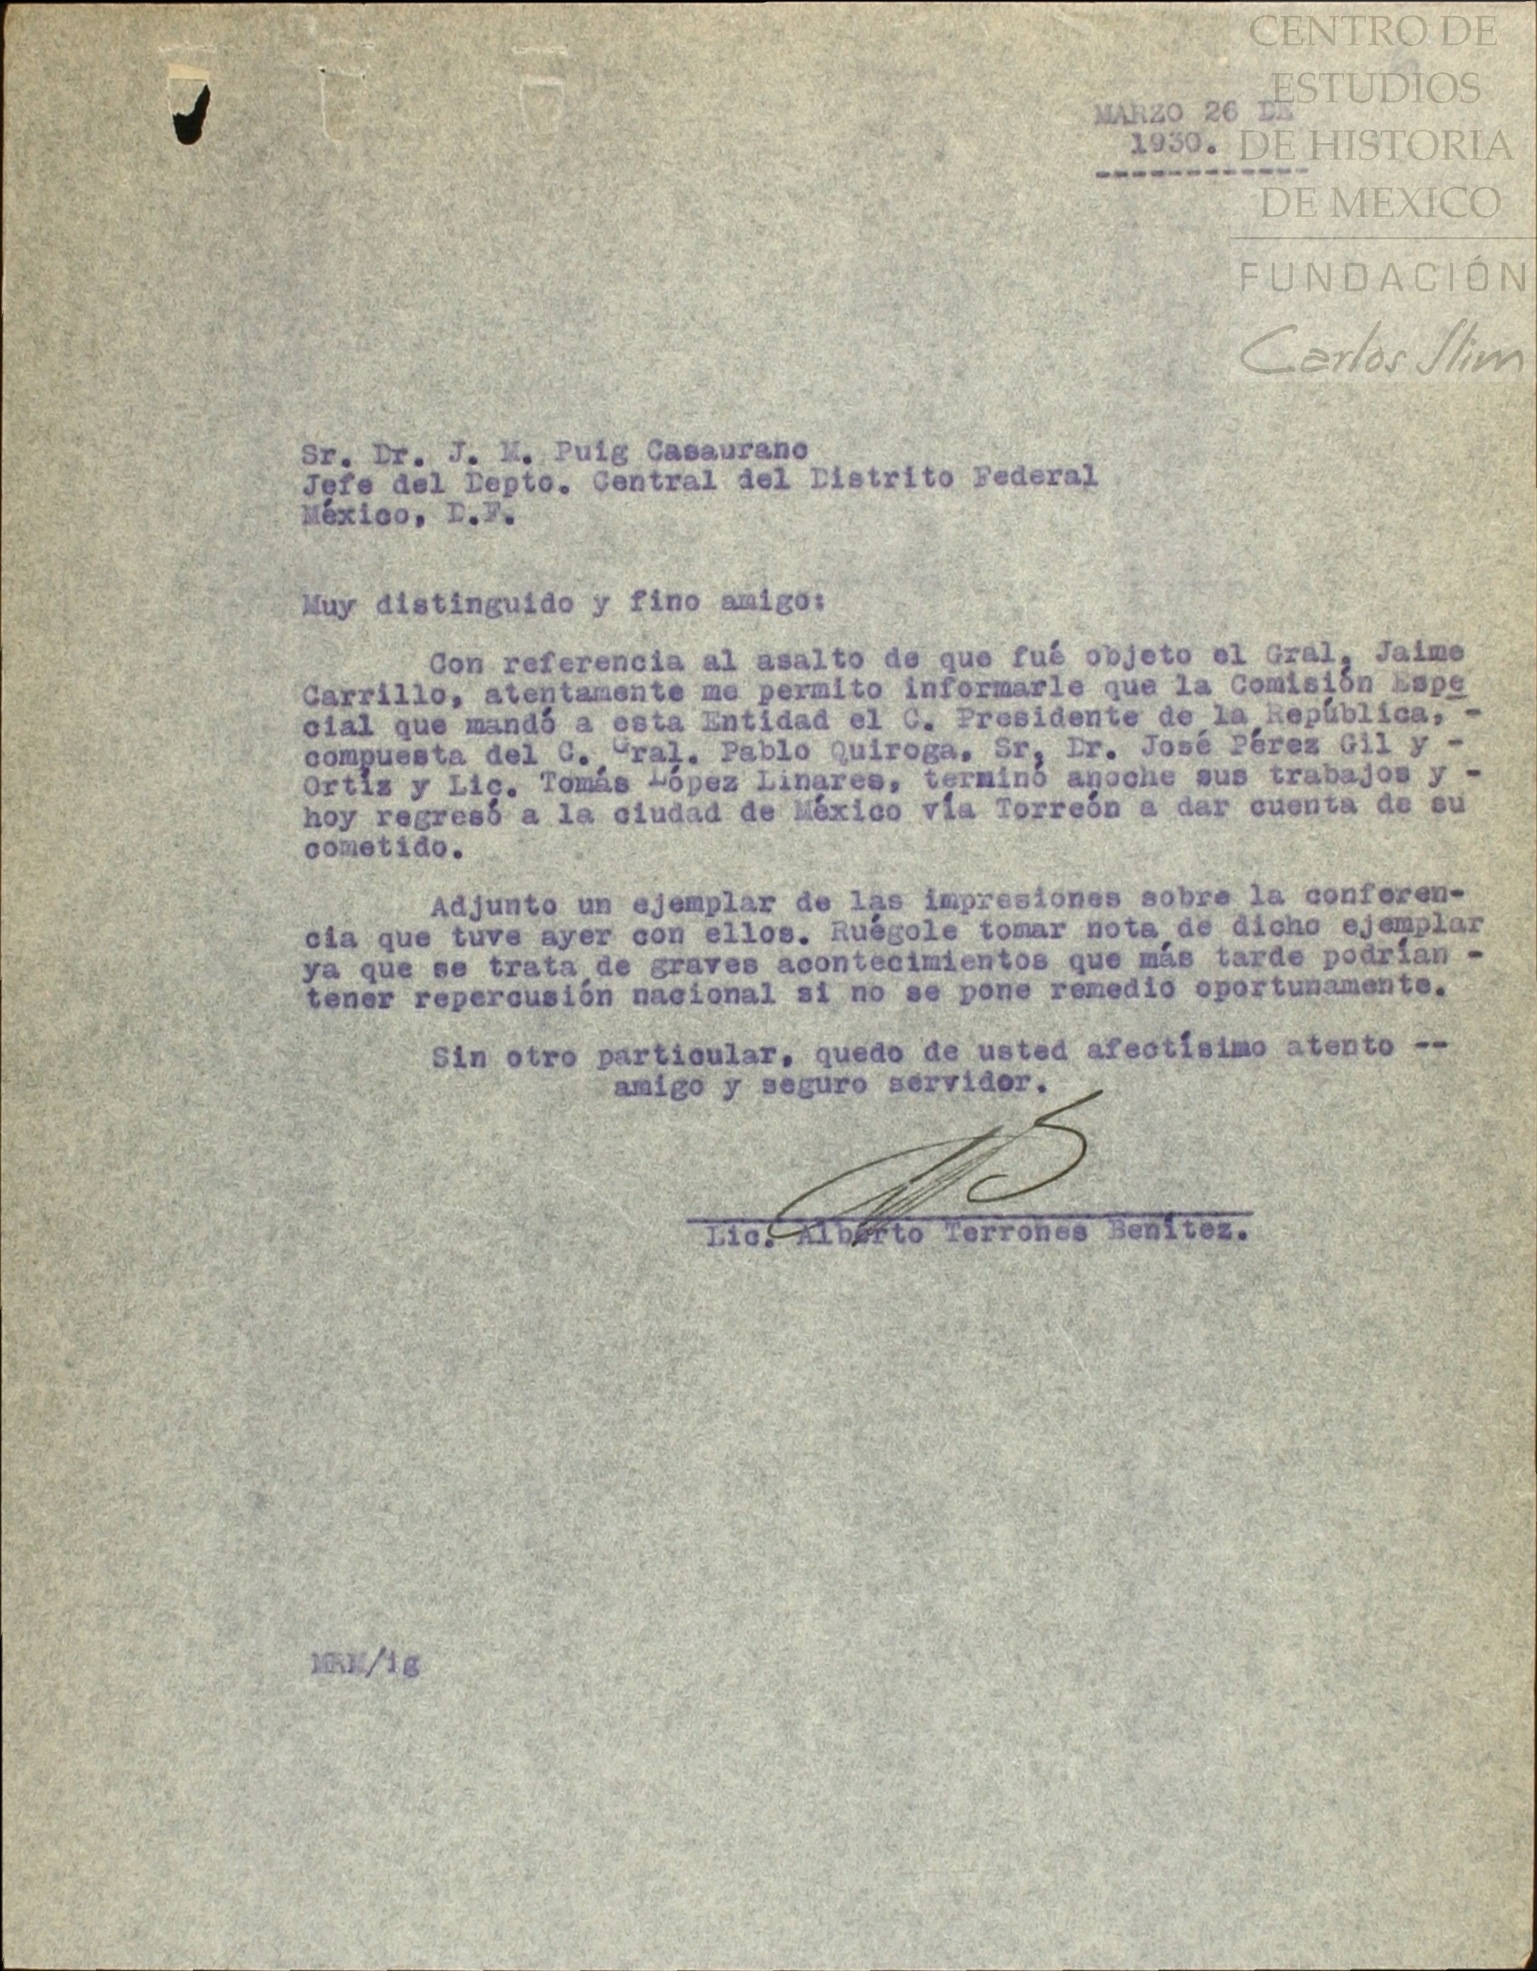 CENTRO DE
ESTUDIOS
DE HISTORIA
DE MEXICO
FUNDACIÓN
Carlos Slim
MARZO 26 DE
1930.
Sr. Dr. J. M. Puig Casaurano
Jefe del Depto. Central del Distrito Federal
México, D.F.
Muy distinguido y fino amigo:
Con referencia al asalto de que fué objeto el Gral, Jaime
Carrillo, atentamente me permito informarle que la Comisión Espe
cial que mandó a esta Entidad el C. Presidente de la República, -
compuesta del C. Gral. Pablo Quiroga, Sr, Dr. José Pérez Gil y -
Ortíz y Lic. Tomás López Linares, terminó anoche sus trabajos y -
hoy regresó a la ciudad de México vía Torreón a dar cuenta de su
cometido.
Adjunto un ejemplar de las impresiones sobre la conferen-
cia que tuve ayer con ellos. Ruégole tomar nota de dicho ejemplar
ya que se trata de graves acontecimientos que más tarde podrían -
tener repercusión nacional si no se pone remedio oportunamente.
Sin otro particular, quedo de usted afectísimo atento --
amigo y seguro servidor.
Lic. Alberto Terrones Benítez.
MRM/ig